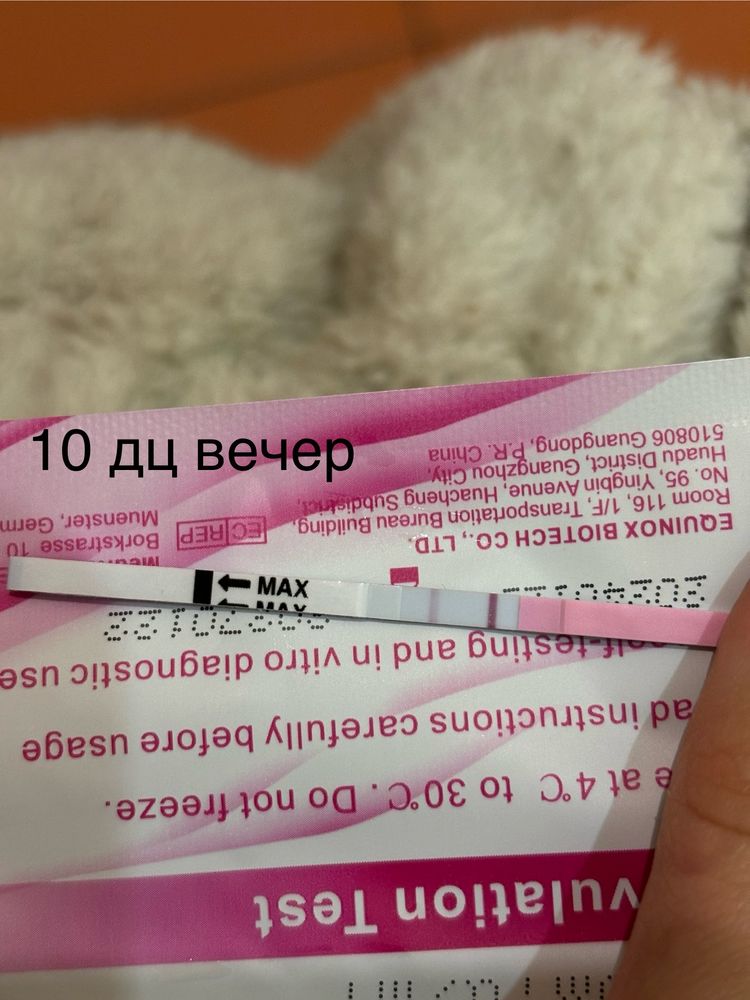 10 дц вечер
MAX
MAX
vulation Test
e at 4°C to 30°C. Do not freeze.
ad instructions carefully before usage
elf-testing and in vitro diagnostic use
EQUINOX BIOTECH CO., LTD.
Room 116, 1/F, Transportation Bureau Building,
No. 95, Yingbin Avenue, Huacheng Subdistrict,
Huadu District, Guangzhou City,
510806 Guangdong, P.R. China
EC REP
Borkstrasse 10
Muenster, Germ